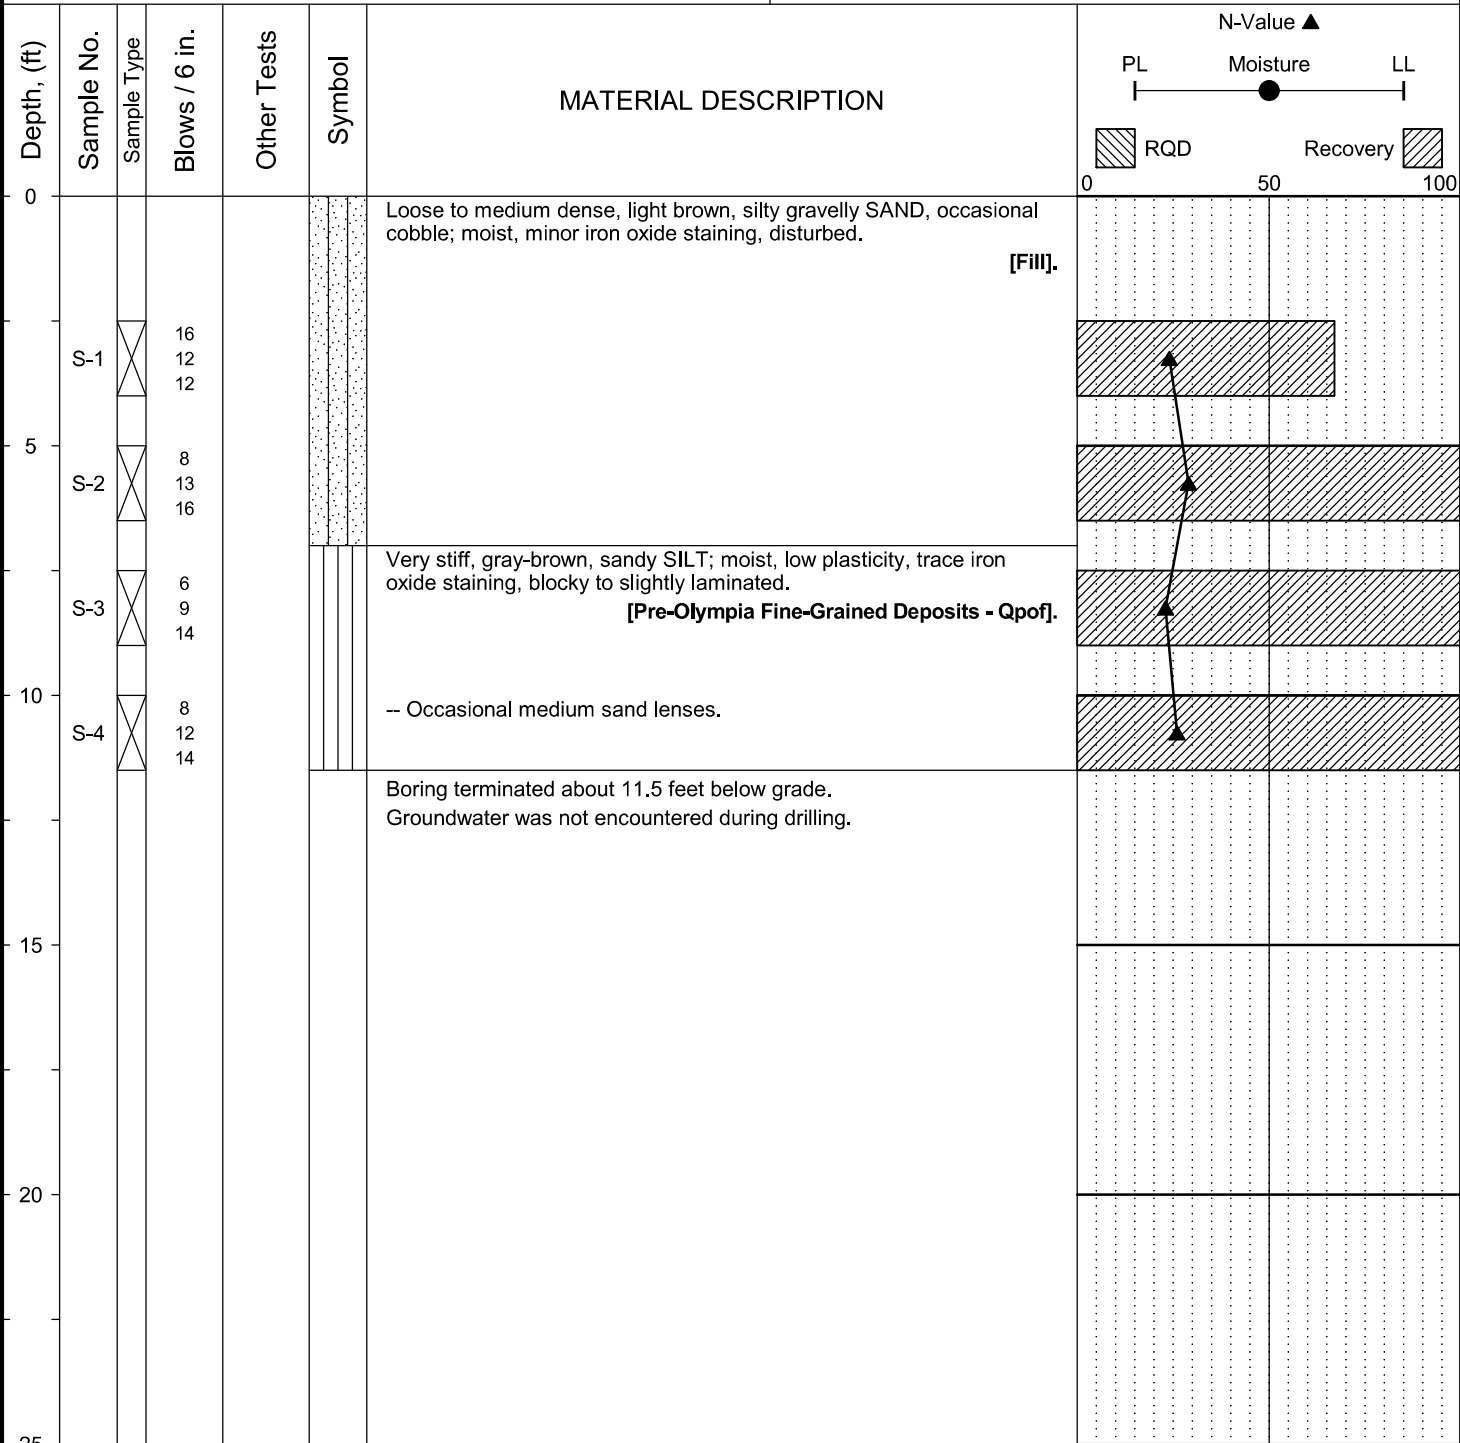 Depth, (ft)
Sample No.
Sample Type
Blows / 6 in.
Other Tests
Symbol
MATERIAL DESCRIPTION
N-Value ▲
PL Moisture LL
RQD Recovery
0 50 100
0
Loose to medium dense, light brown, silty gravelly SAND, occasional
cobble; moist, minor iron oxide staining, disturbed.
[Fill].
S-1
16
12
12
5
S-2
8
13
16
Very stiff, gray-brown, sandy SILT; moist, low plasticity, trace iron
oxide staining, blocky to slightly laminated.
[Pre-Olympia Fine-Grained Deposits - Qpof].
S-3
6
9
14
10
S-4
8
12
14
-- Occasional medium sand lenses.
Boring terminated about 11.5 feet below grade.
Groundwater was not encountered during drilling.
15
20
25